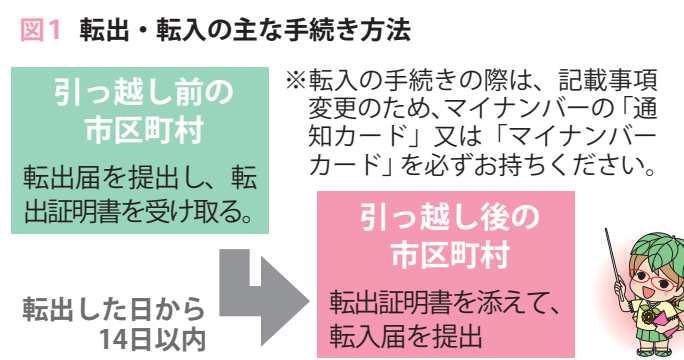 図1 転出・転入の主な手続き方法
引っ越し前の
市区町村
転出届を提出し、転
出証明書を受け取る。
※転入の手続きの際は、記載事項
変更のため、マイナンバーの「通
知カード」又は「マイナンバー
カード」を必ずお持ちください。
転出した日から
14日以内
引っ越し後の
市区町村
転出証明書を添えて、
転入届を提出